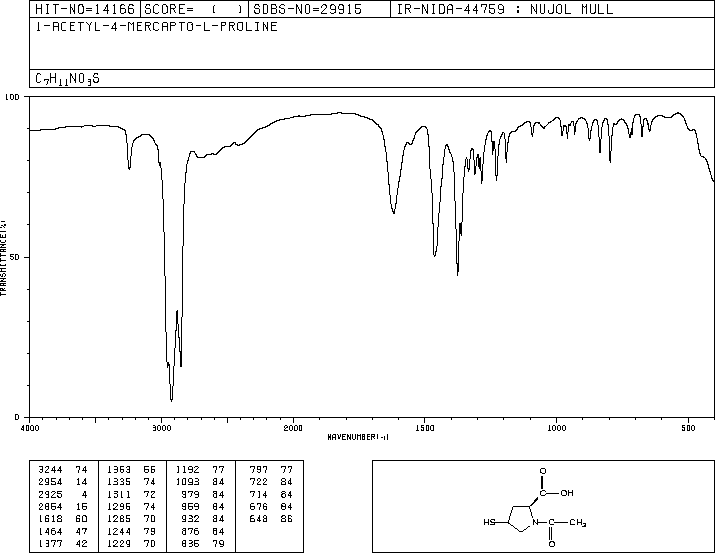 HIT-NO=14166 SCORE= ( ) SDBS-NO=29915 IR-NIDA-44759 : NUJOL MULL
1-ACETYL-4-MERCAPTO-L-PROLINE
C7H11NO3S
100
50
0
TRANSMITTANCE(%)
4000 3000 2000 1500 1000 500
WAVENUMBER(-1)
3244 74 1363 56 1192 77 797 77
2954 14 1335 74 1093 84 722 84
2925 4 1311 72 979 84 714 84
2854 15 1296 74 959 84 676 84
1618 60 1285 70 932 84 648 86
1464 47 1244 79 876 84
1377 42 1229 70 836 79
O
C OH
HS N C CH3
O